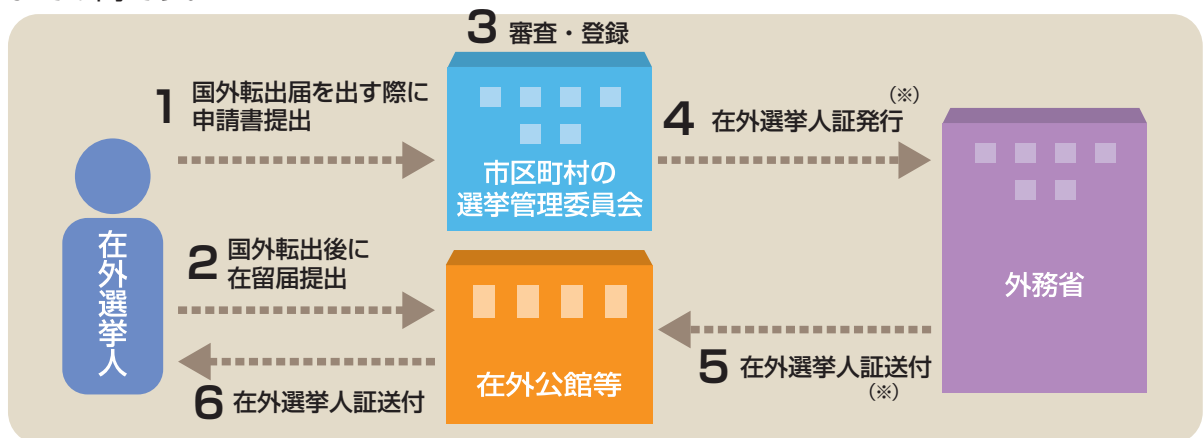 3 審査・登録
1 国外転出届を出す際に
申請書提出
4 在外選挙人証発行(※)
市区町村の
選挙管理委員会
在外選挙人
2 国外転出後に
在留届提出
外務省
5 在外選挙人証送付
(※)
在外公館等
6 在外選挙人証送付